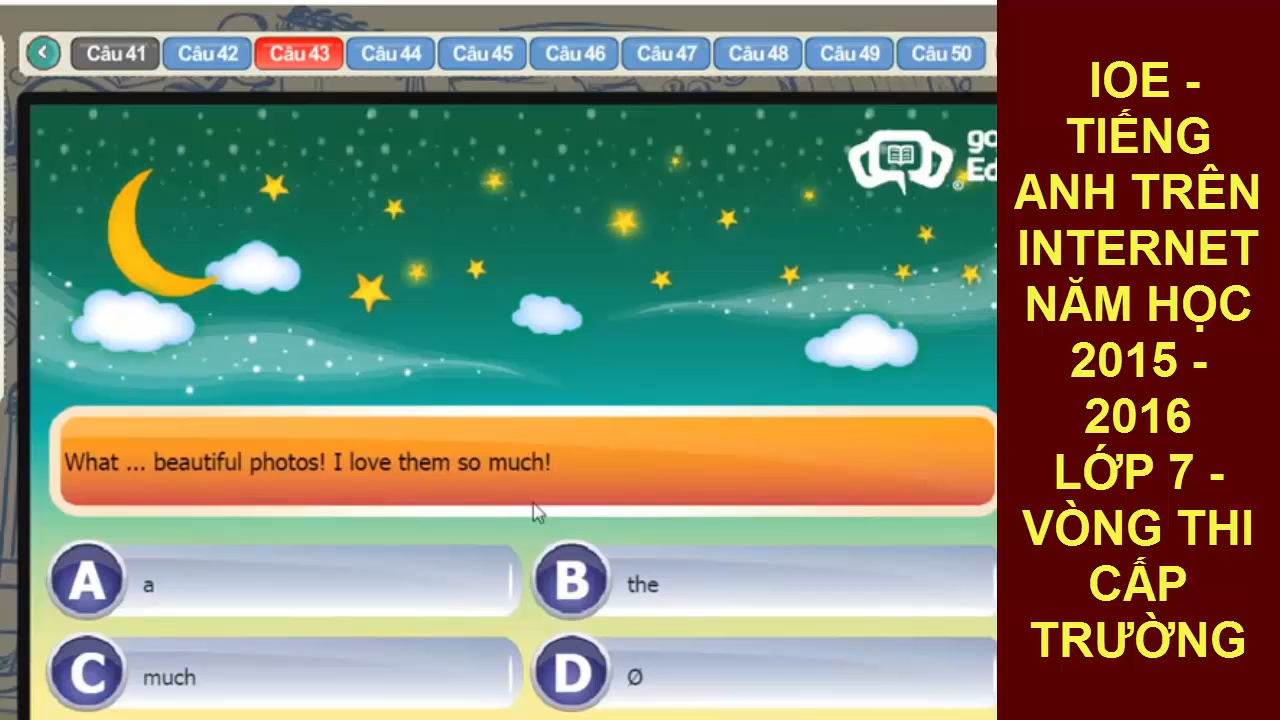 Câu 41 Câu 42 Câu 43 Câu 44 Câu 45 Câu 46 Câu 47 Câu 48 Câu 49 Câu 50
What ... beautiful photos! I love them so much!
A a
B the
C much
D Ø
IOE -
TIẾNG
ANH TRÊN
INTERNET
NĂM HỌC
2015 -
2016
LỚP 7 -
VÒNG THI
CẤP
TRƯỜNG